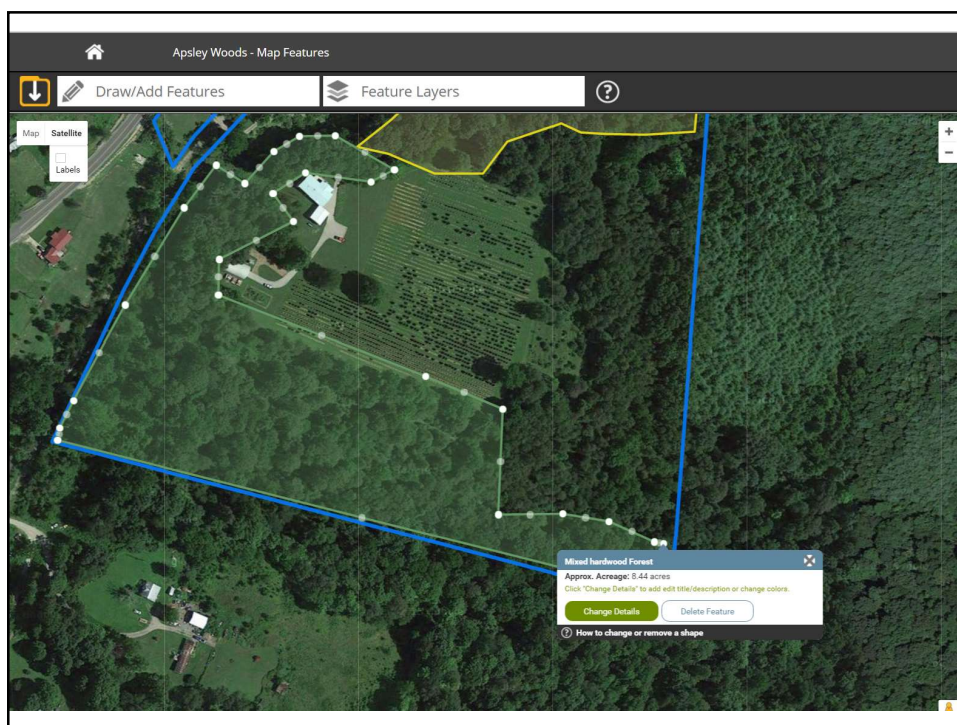 Apsley Woods - Map Features
Draw/Add Features
Feature Layers
?
Map Satellite
Labels
+
−
Mixed hardwood Forest
Approx. Acreage: 8.44 acres
Click "Change Details" to add edit title/description or change colors.
Change Details Delete Feature
? How to change or remove a shape